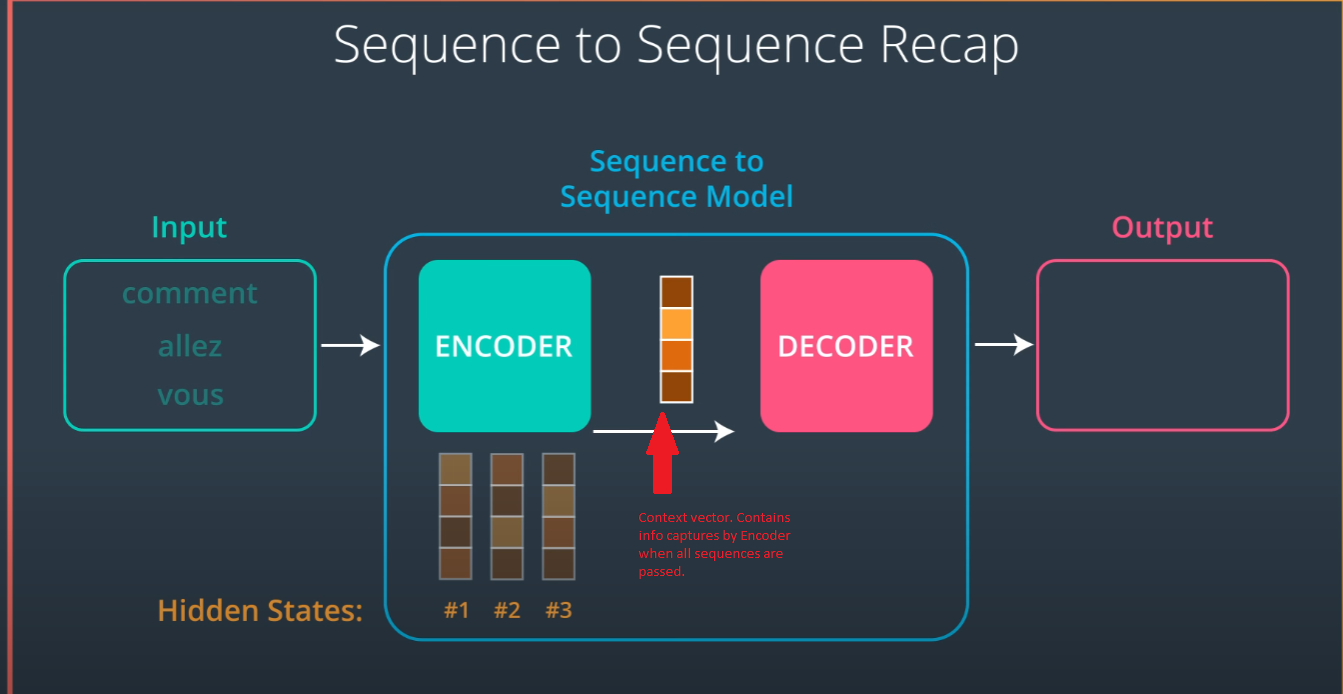 Sequence to Sequence Recap
Sequence to
Sequence Model
Input
Output
comment
allez
vous
ENCODER
DECODER
Context vector. Contains
info captures by Encoder
when all sequences are
passed.
Hidden States:
#1 #2 #3